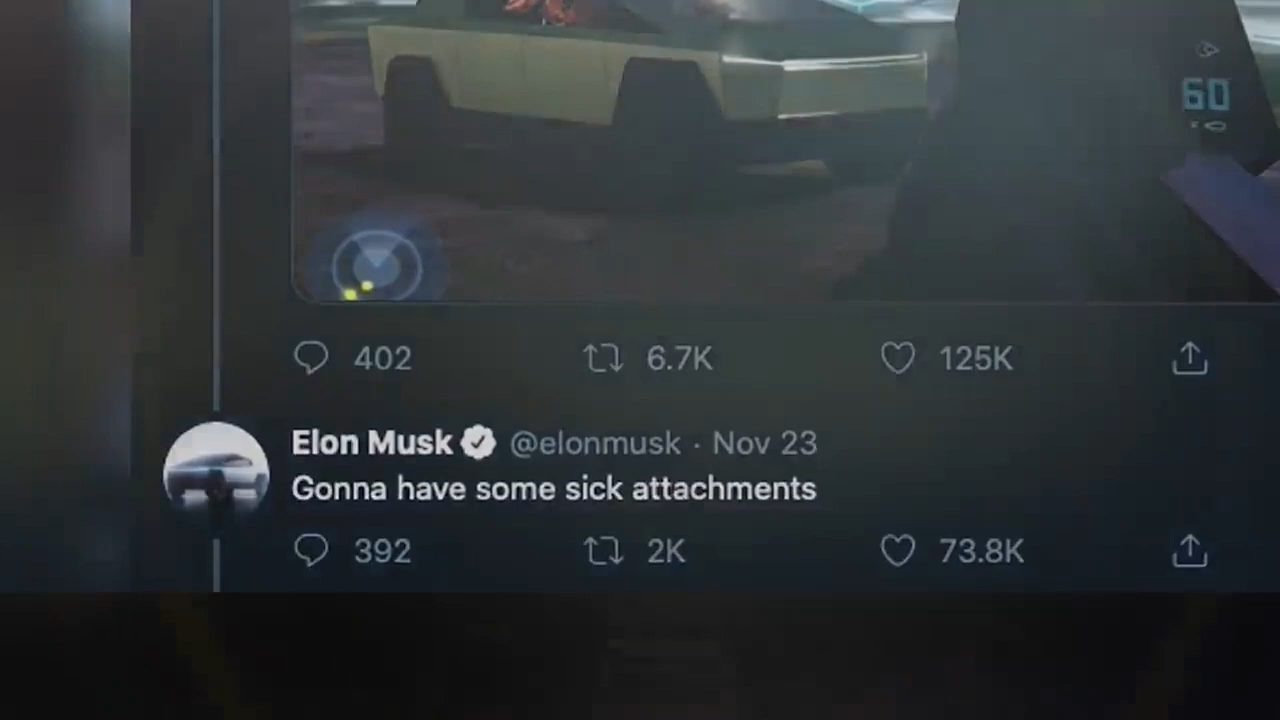 60
402 6.7K 125K
Elon Musk @elonmusk · Nov 23
Gonna have some sick attachments
392 2K 73.8K